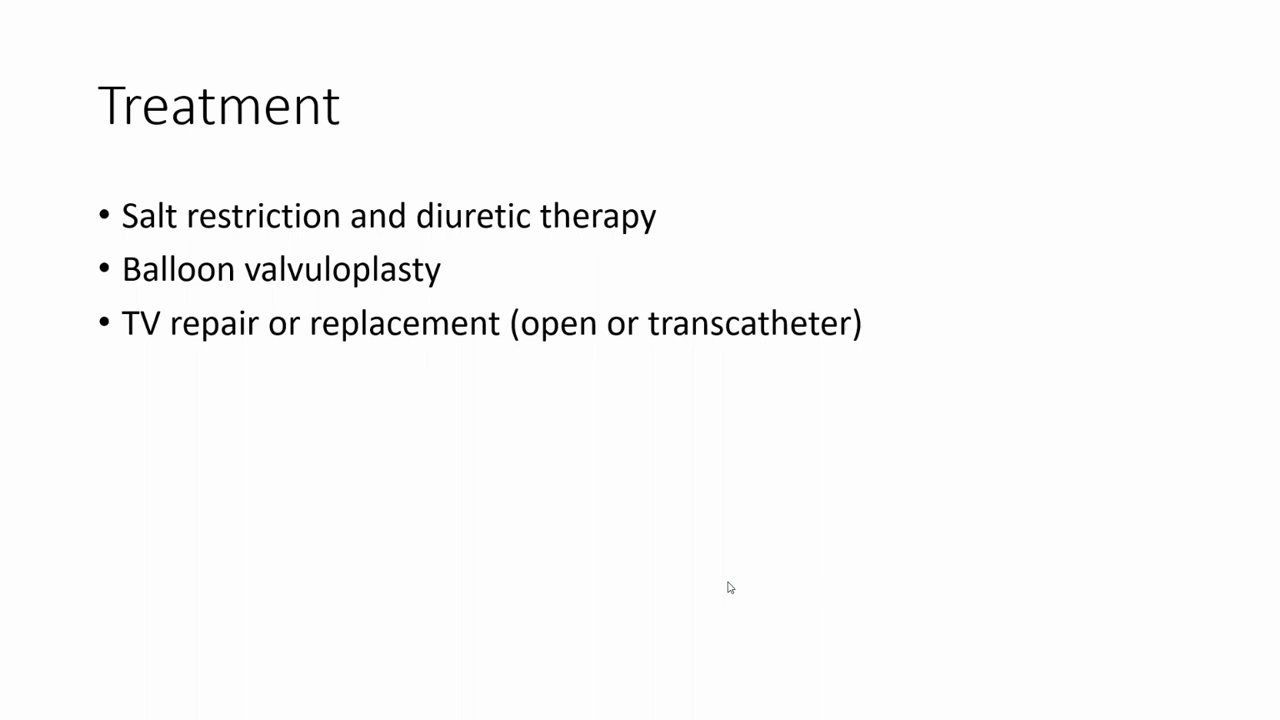 Treatment
• Salt restriction and diuretic therapy
• Balloon valvuloplasty
• TV repair or replacement (open or transcatheter)